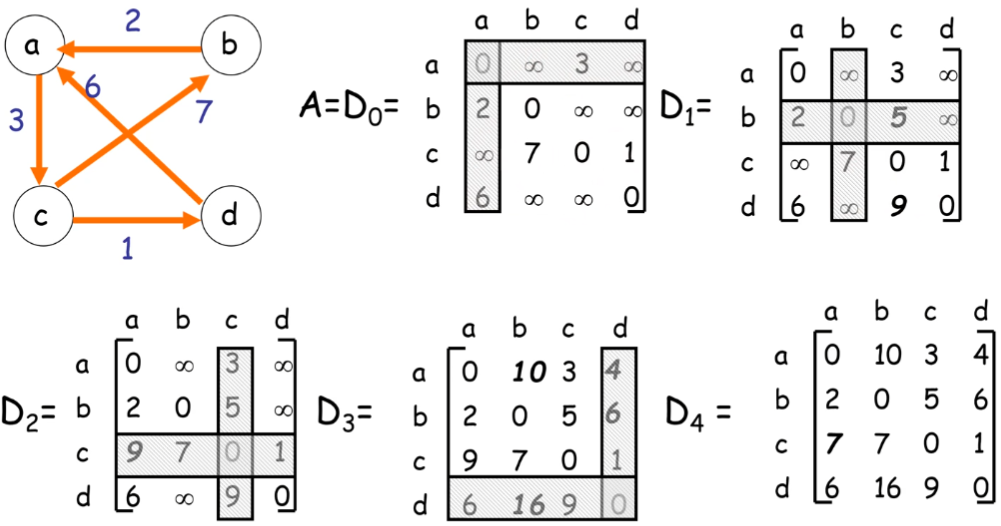 a 2 b
6
3 7
c d
1
A=D₀=
a b c d
a 0 ∞ 3 ∞
b 2 0 ∞ ∞
c ∞ 7 0 1
d 6 ∞ ∞ 0
D₁=
a b c d
a 0 ∞ 3 ∞
b 2 0 5 ∞
c ∞ 7 0 1
d 6 ∞ 9 0
D₂=
a b c d
a 0 ∞ 3 ∞
b 2 0 5 ∞
c 9 7 0 1
d 6 ∞ 9 0
D₃=
a b c d
a 0 10 3 4
b 2 0 5 6
c 9 7 0 1
d 6 16 9 0
D₄ =
a b c d
a 0 10 3 4
b 2 0 5 6
c 7 7 0 1
d 6 16 9 0